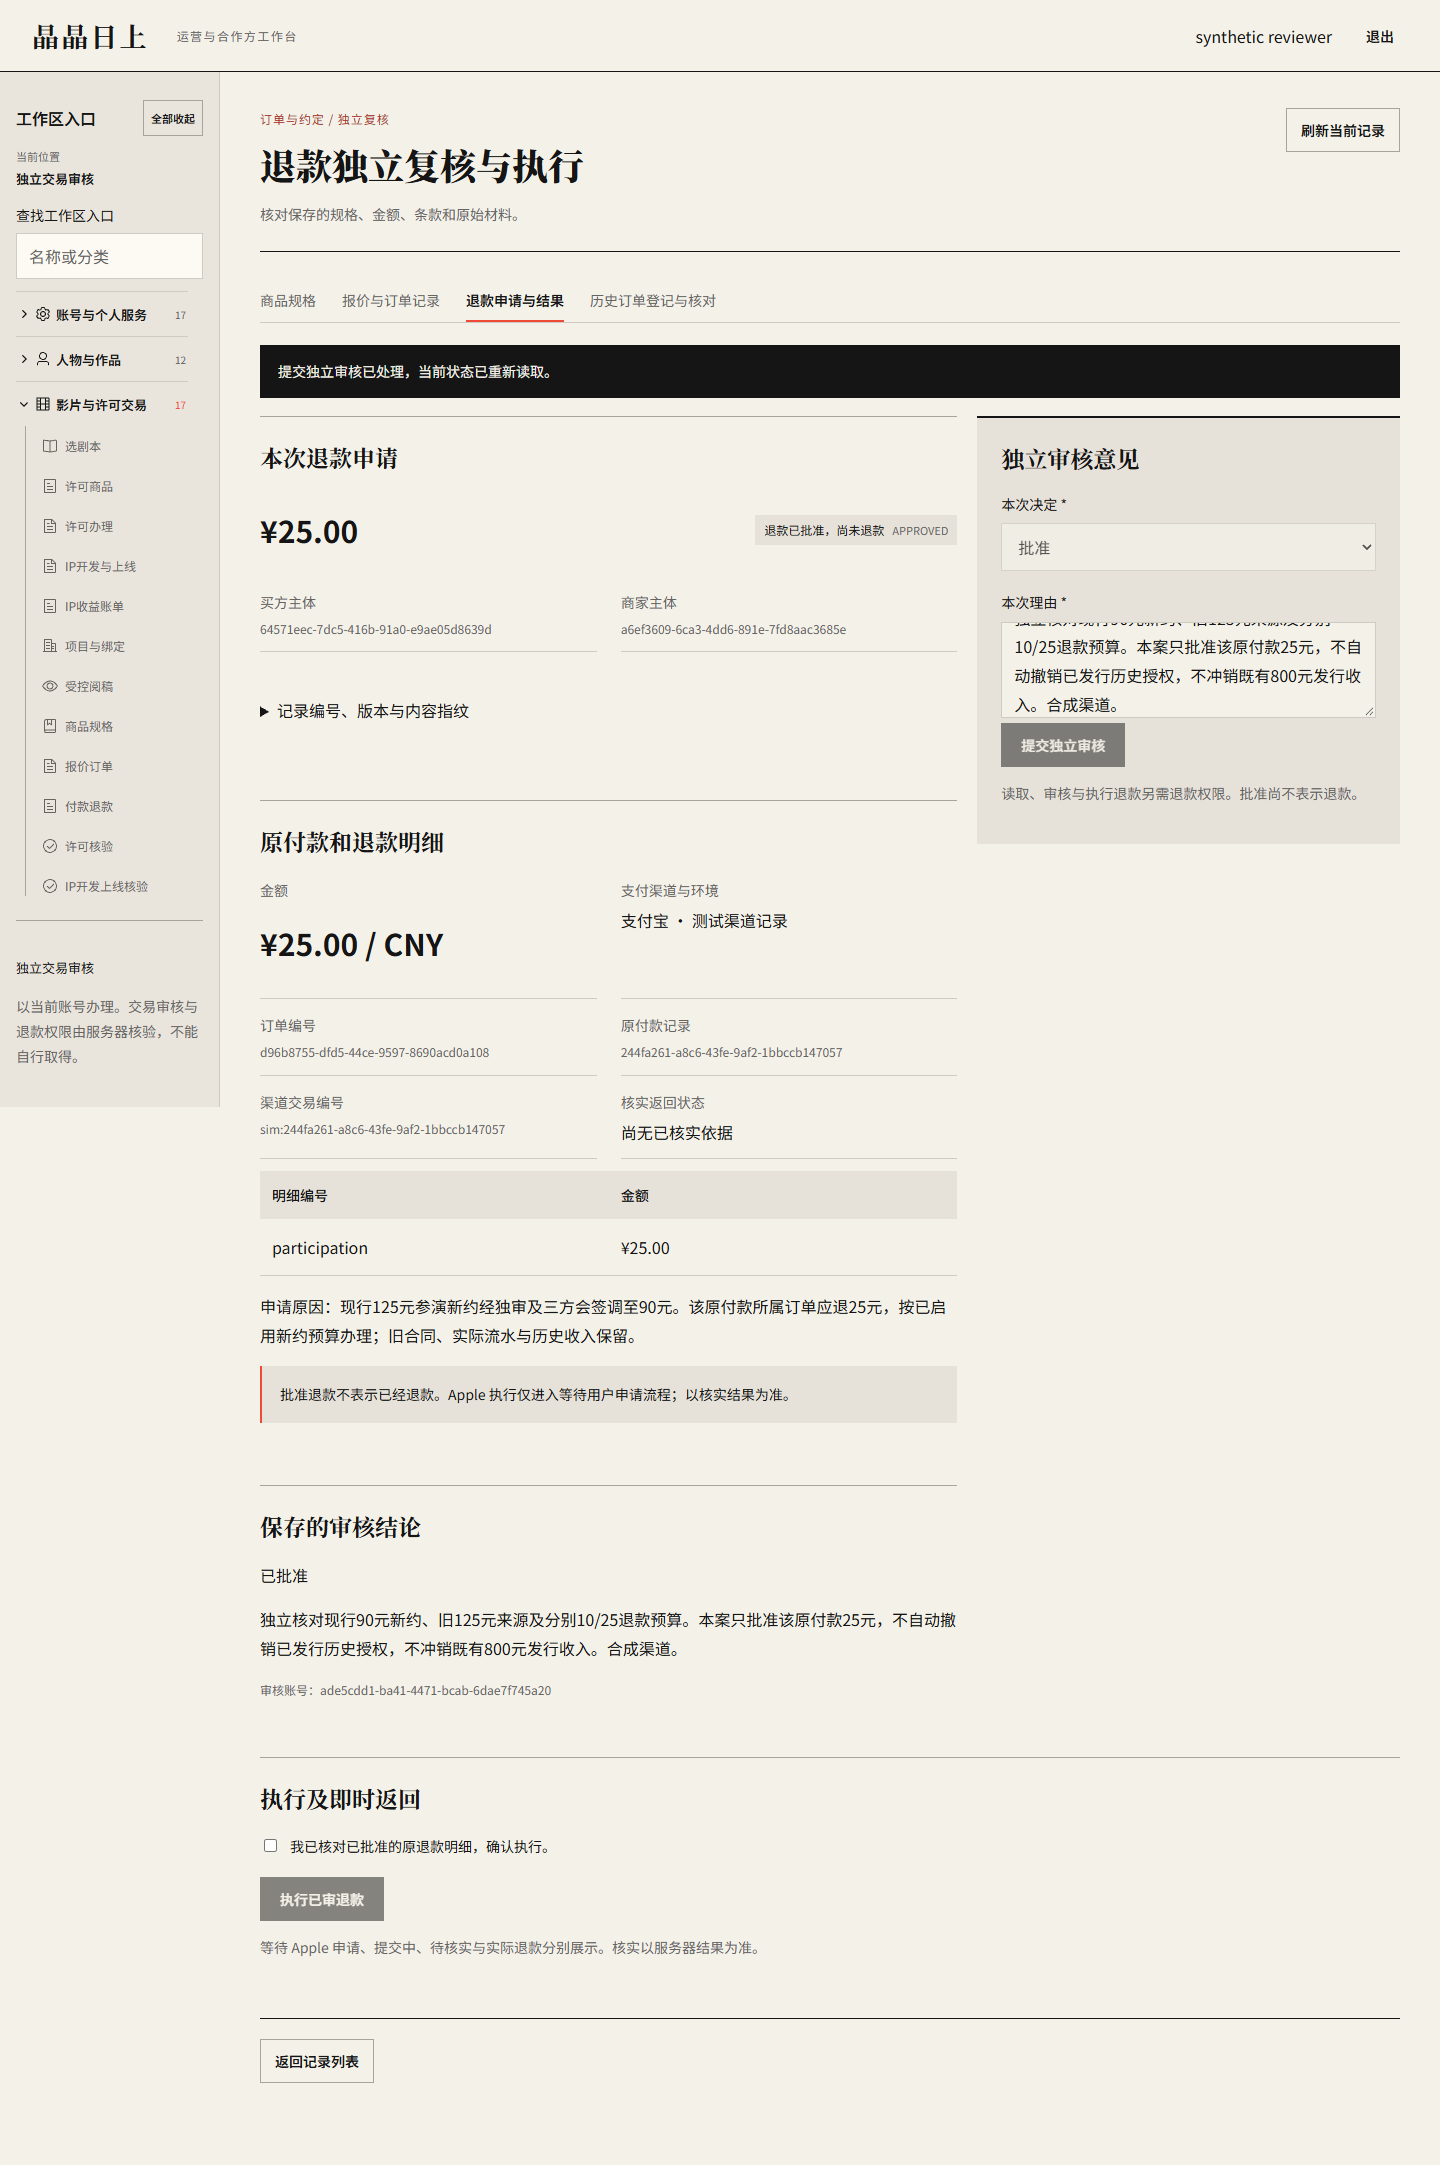 晶晶日上
运营与合作方工作台
synthetic reviewer
退出
工作区入口
全部收起
当前位置
独立交易审核
查找工作区入口
名称或分类
账号与个人服务 17
人物与作品 12
影片与许可交易 17
选剧本
许可商品
许可办理
IP开发与上线
IP收益账单
项目与绑定
受控阅稿
商品规格
报价订单
付款退款
许可核验
IP开发上线核验
独立交易审核
以当前账号办理。交易审核与
退款权限由服务器核验，不能
自行取得。
订单与约定 / 独立复核
退款独立复核与执行
核对保存的规格、金额、条款和原始材料。
刷新当前记录
商品规格
报价与订单记录
退款申请与结果
历史订单登记与核对
提交独立审核已处理，当前状态已重新读取。
本次退款申请
¥25.00
退款已批准，尚未退款 APPROVED
买方主体
64571eec-7dc5-416b-91a0-e9ae05d8639d
商家主体
a6ef3609-6ca3-4dd6-891e-7fd8aac3685e
记录编号、版本与内容指纹
独立审核意见
本次决定 *
批准
本次理由 *
独立核对现行90元新约、旧125元来源及分别
10/25退款预算。本案只批准该原付款25元，不自
动撤销已发行历史授权，不冲销既有800元发行收
入。合成渠道。
提交独立审核
读取、审核与执行退款另需退款权限。批准尚不表示退款。
原付款和退款明细
金额
¥25.00 / CNY
支付渠道与环境
支付宝 · 测试渠道记录
订单编号
d96b8755-dfd5-44ce-9597-8690acd0a108
原付款记录
244fa261-a8c6-43fe-9af2-1bbccb147057
渠道交易编号
sim:244fa261-a8c6-43fe-9af2-1bbccb147057
核实返回状态
尚无已核实依据
明细编号 金额
participation ¥25.00
申请原因：现行125元参演新约经独审及三方会签调至90元。该原付款所属订单应退25元，按已启
用新约预算办理；旧合同、实际流水与历史收入保留。
批准退款不表示已经退款。Apple 执行仅进入等待用户申请流程；以核实结果为准。
保存的审核结论
已批准
独立核对现行90元新约、旧125元来源及分别10/25退款预算。本案只批准该原付款25元，不自动撤
销已发行历史授权，不冲销既有800元发行收入。合成渠道。
审核账号：ade5cdd1-ba41-4471-bcab-6dae7f745a20
执行及即时返回
我已核对已批准的原退款明细，确认执行。
执行已审退款
等待 Apple 申请、提交中、待核实与实际退款分别展示。核实以服务器结果为准。
返回记录列表